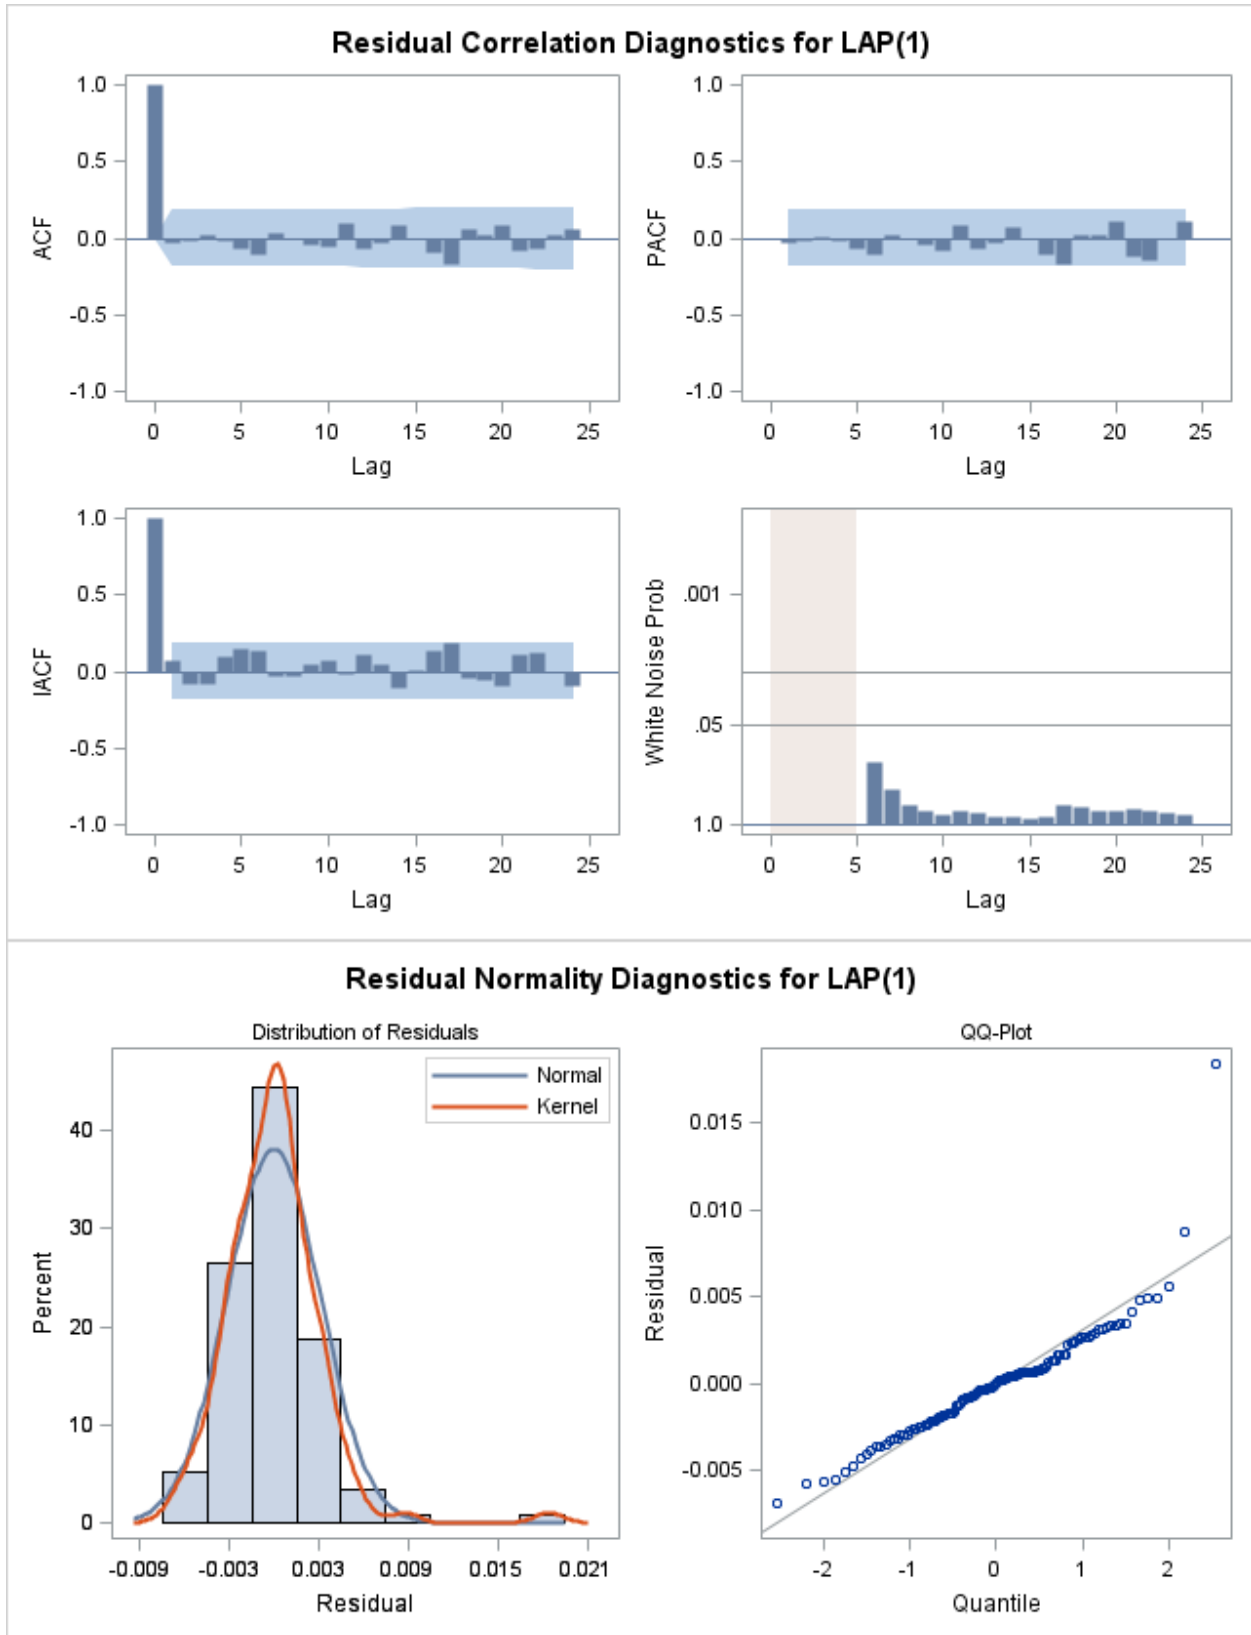 Residual Correlation Diagnostics for LAP(1)
1.0
0.5
0.0
-0.5
-1.0
ACF
0 5 10 15 20 25
Lag
1.0
0.5
0.0
-0.5
-1.0
PACF
0 5 10 15 20 25
Lag
1.0
0.5
0.0
-0.5
-1.0
IACF
0 5 10 15 20 25
Lag
.001
.05
1.0
White Noise Prob
0 5 10 15 20 25
Lag
Residual Normality Diagnostics for LAP(1)
Distribution of Residuals
Normal
Kernel
40
30
20
10
0
Percent
-0.009 -0.003 0.003 0.009 0.015 0.021
Residual
QQ-Plot
0.015
0.010
0.005
0.000
-0.005
Residual
-2 -1 0 1 2
Quantile